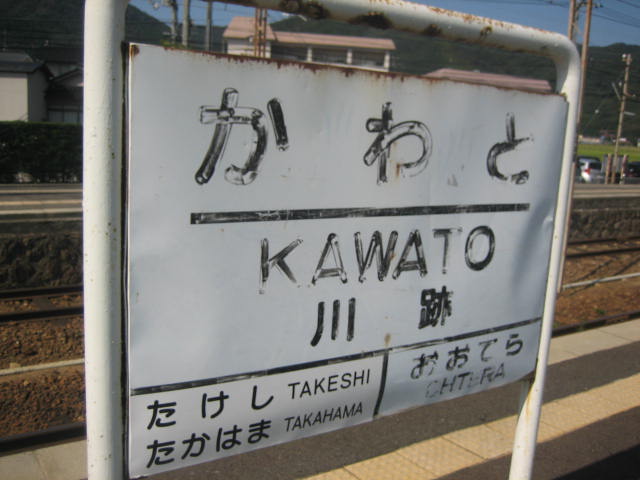 かわと
KAWATO
川跡
たけし TAKESHI
たかはま TAKAHAMA
おおてら
OHTERA